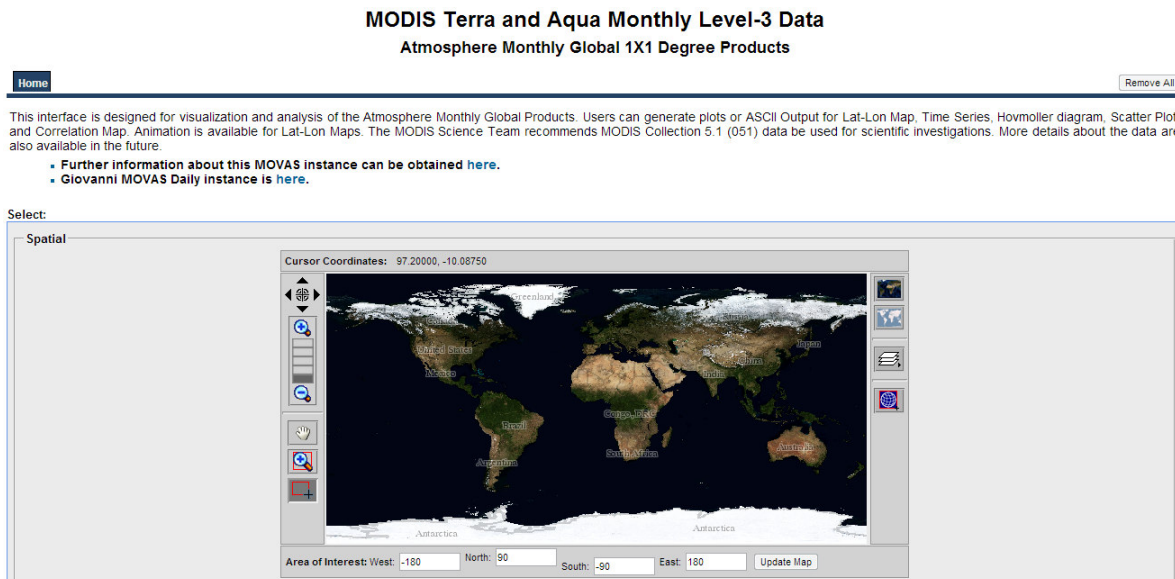 MODIS Terra and Aqua Monthly Level-3 Data
Atmosphere Monthly Global 1X1 Degree Products
Home
Remove All
This interface is designed for visualization and analysis of the Atmosphere Monthly Global Products. Users can generate plots or ASCII Output for Lat-Lon Map, Time Series, Hovmoller diagram, Scatter Plot
and Correlation Map. Animation is available for Lat-Lon Maps. The MODIS Science Team recommends MODIS Collection 5.1 (051) data be used for scientific investigations. More details about the data are
also available in the future.
Further information about this MOVAS instance can be obtained here.
Giovanni MOVAS Daily instance is here.
Select:
Spatial
Cursor Coordinates: 97.20000, -10.08750
Greenland
United States
Japan
China
Mexico
India
Congo, DRC
Brazil
Australia
South Africa
Argentina
Antarctica
Antarctica
Area of Interest: West: -180 North: 90 South: -90 East: 180 Update Map